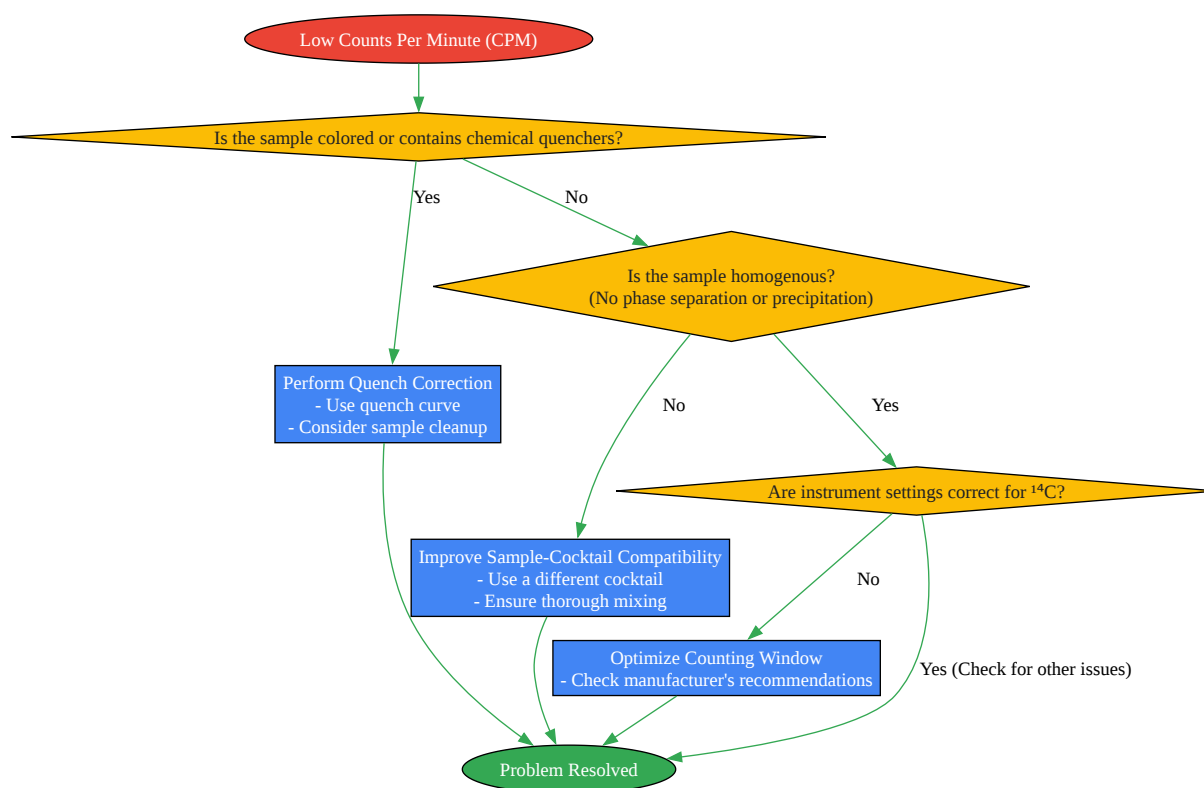 Low Counts Per Minute (CPM)
Is the sample colored or contains chemical quenchers?
Yes
No
Is the sample homogenous?
(No phase separation or precipitation)
Perform Quench Correction
- Use quench curve
- Consider sample cleanup
No
Yes
Are instrument settings correct for ¹⁴C?
Improve Sample-Cocktail Compatibility
- Use a different cocktail
- Ensure thorough mixing
No
Optimize Counting Window
- Check manufacturer's recommendations
Yes (Check for other issues)
Problem Resolved